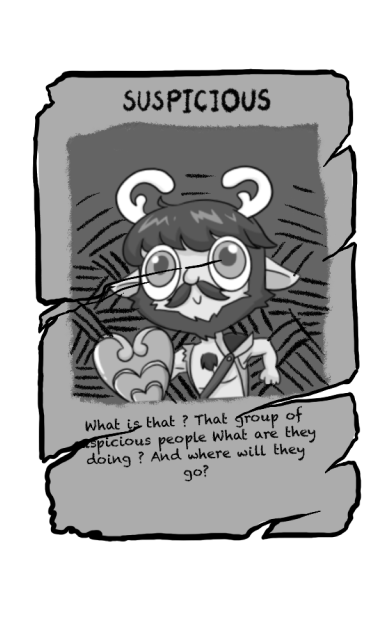 SUSPICIOUS
What is that ? That group of
suspicious people What are they
doing ? And where will they
go?